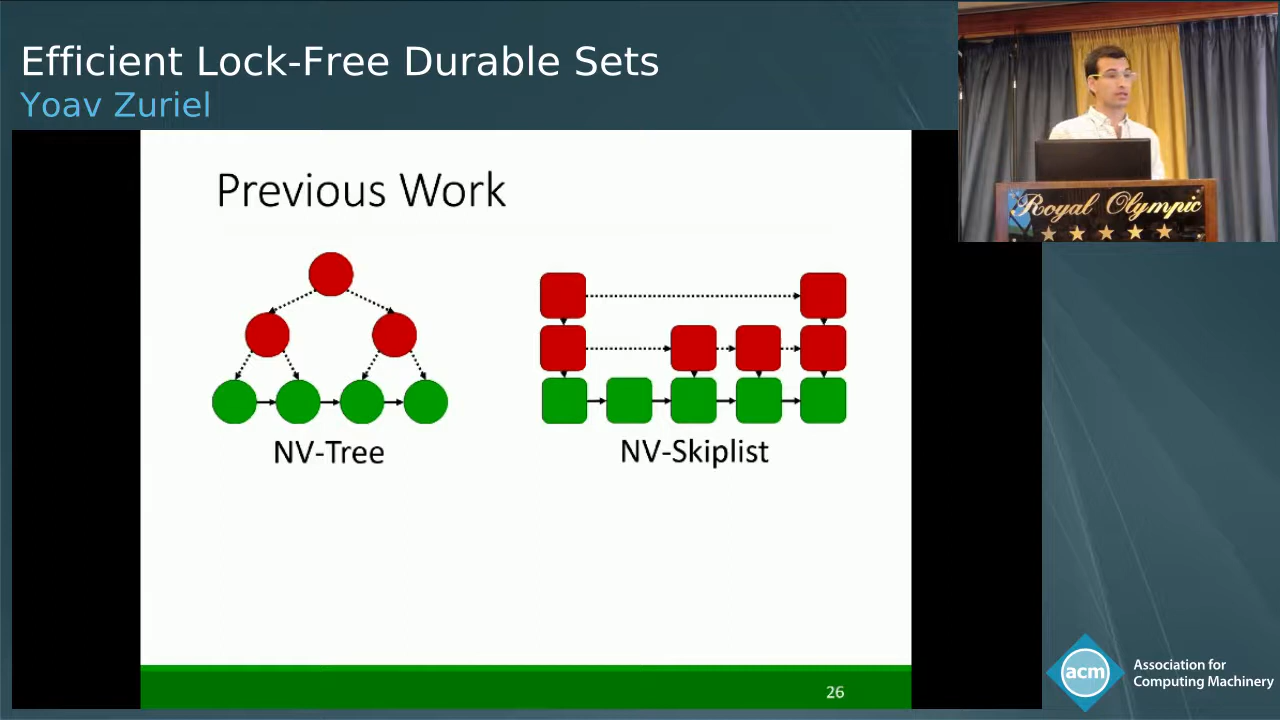 Efficient Lock-Free Durable Sets
Yoav Zuriel
Royal Olympic
Previous Work
NV-Tree
NV-Skiplist
26
acm
Association for
Computing Machinery